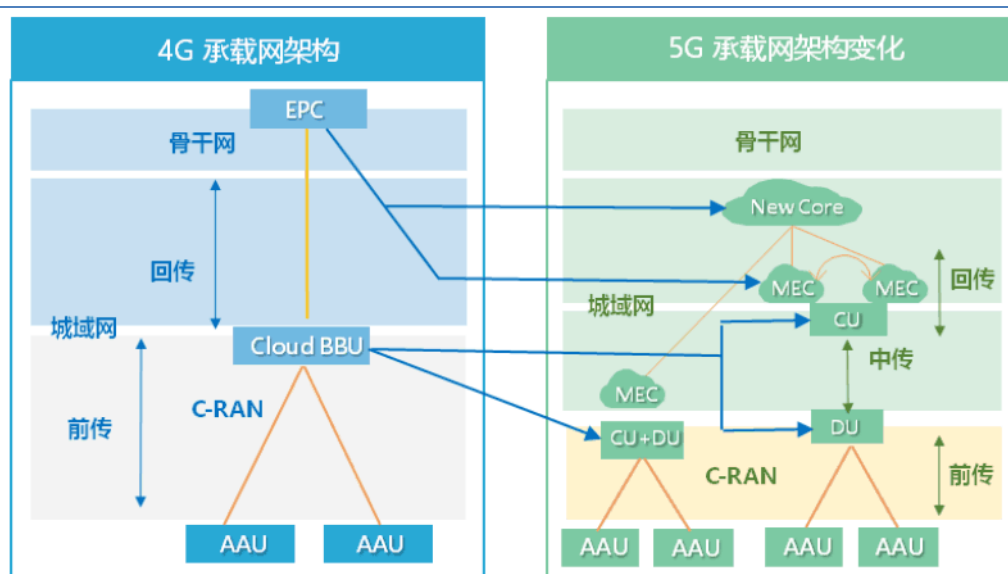 4G 承载网架构
EPC
骨干网
回传
城域网
Cloud BBU
C-RAN
前传
AAU
AAU
5G 承载网架构变化
骨干网
New Core
MEC
MEC
回传
城域网
CU
中传
MEC
CU+DU
DU
C-RAN
前传
AAU
AAU
AAU
AAU